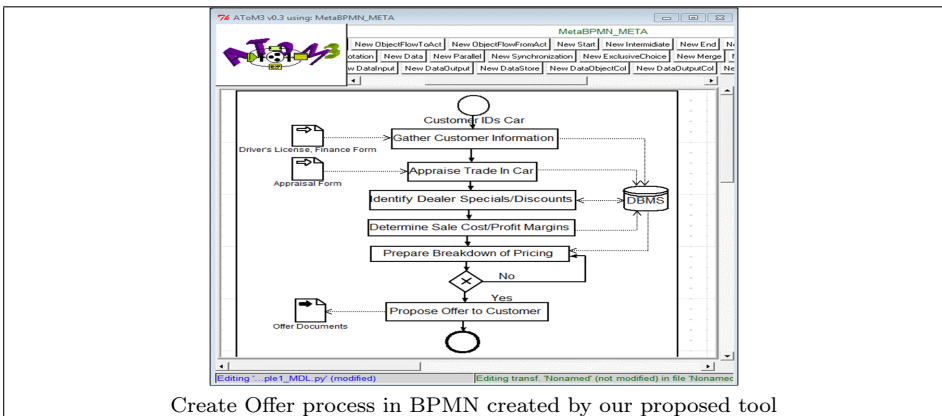 AToM3 v0.3 using: MetaBPMN_META
MetaBPMN_META
AToM3
New ObjectFlowToAct New ObjectFlowFromAct New Start New Intermidiate New End
otation New Data New Parallel New Synchronization New ExclusiveChoice New Merge
w DataInput New DataOutput New DataStore New DataObjectCol New DataOutputCol Ne
Customer IDs Car
Gather Customer Information
Driver's License, Finance Form
Appraise Trade In Car
Appraisal Form
Identify Dealer Specials/Discounts
DBMS
Determine Sale Cost/Profit Margins
Prepare Breakdown of Pricing
No
Yes
Propose Offer to Customer
Offer Documents
Editing '...ple1_MDL.py' (modified)
Editing transf. 'Nonamed' (not modified) in file 'Nonamed
Create Offer process in BPMN created by our proposed tool